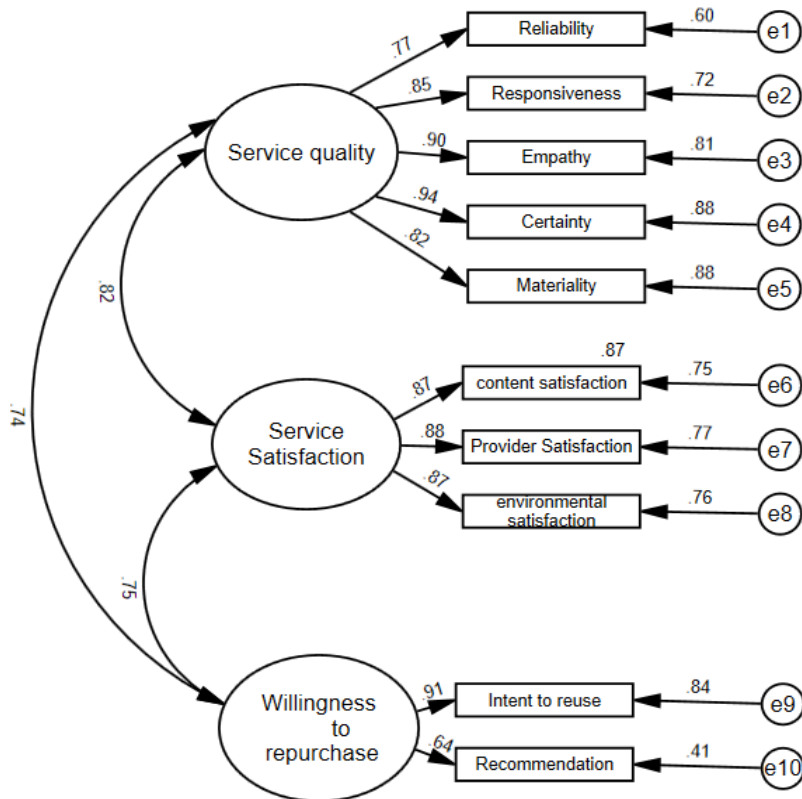 .77
Reliability
.60
e1
.85
Responsiveness
.72
e2
Service quality
.90
Empathy
.81
e3
.94
Certainty
.88
e4
.82
Materiality
.88
e5
.82
.74
.87
.87
content satisfaction
.75
e6
Service
Satisfaction
.88
Provider Satisfaction
.77
e7
.87
environmental
satisfaction
.76
e8
.75
Willingness
to
repurchase
.91
Intent to reuse
.84
e9
.64
Recommendation
.41
e10